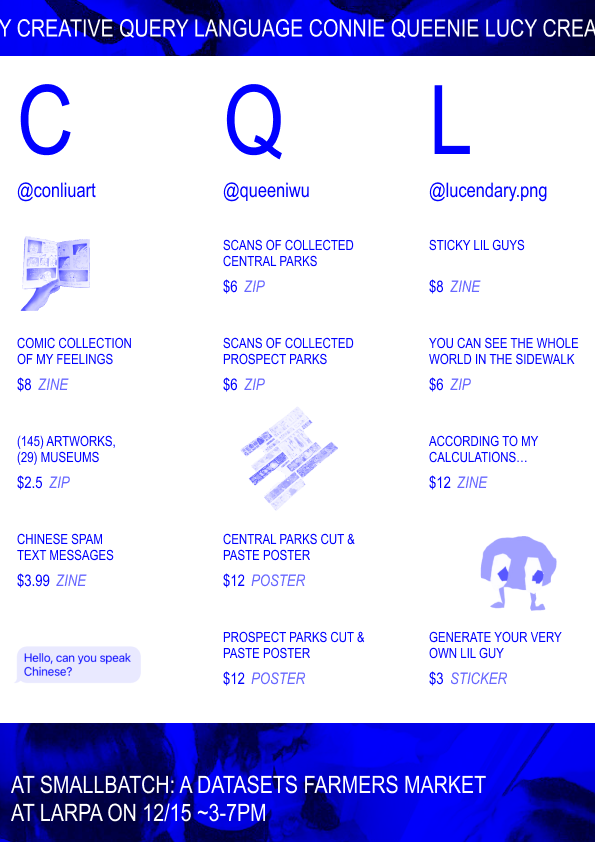 Y CREATIVE QUERY LANGUAGE CONNIE QUEENIE LUCY CREA
C
@conliuart
COMIC COLLECTION
OF MY FEELINGS
$8 ZINE
(145) ARTWORKS,
(29) MUSEUMS
$2.5 ZIP
CHINESE SPAM
TEXT MESSAGES
$3.99 ZINE
Hello, can you speak
Chinese?
Q
@queeniwu
SCANS OF COLLECTED
CENTRAL PARKS
$6 ZIP
SCANS OF COLLECTED
PROSPECT PARKS
$6 ZIP
CENTRAL PARKS CUT &
PASTE POSTER
$12 POSTER
PROSPECT PARKS CUT &
PASTE POSTER
$12 POSTER
L
@lucendary.png
STICKY LIL GUYS
$8 ZINE
YOU CAN SEE THE WHOLE
WORLD IN THE SIDEWALK
$6 ZIP
ACCORDING TO MY
CALCULATIONS…
$12 ZINE
GENERATE YOUR VERY
OWN LIL GUY
$3 STICKER
AT SMALLBATCH: A DATASETS FARMERS MARKET
AT LARPA ON 12/15 ~3-7PM